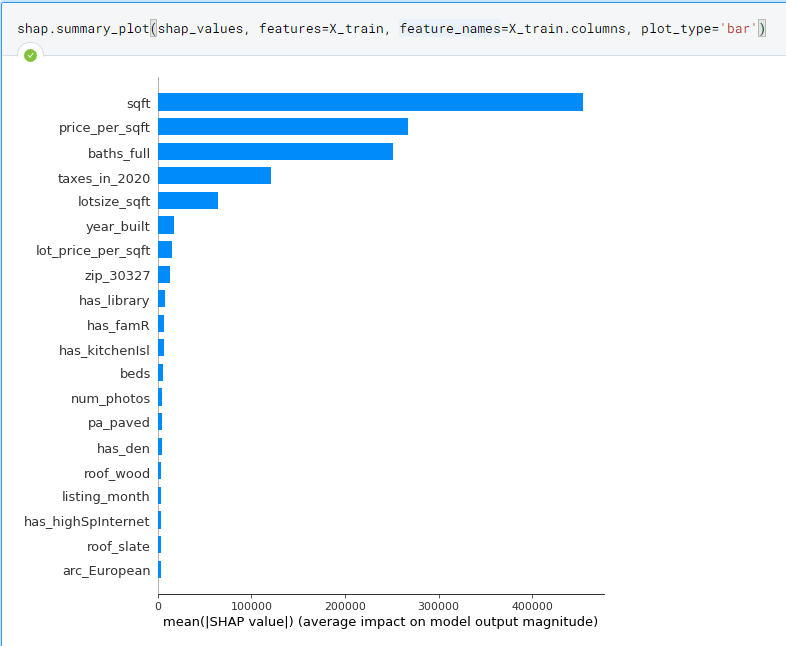 shap.summary_plot(shap_values, features=X_train, feature_names=X_train.columns, plot_type='bar')
sqft
price_per_sqft
baths_full
taxes_in_2020
lotsize_sqft
year_built
lot_price_per_sqft
zip_30327
has_library
has_famR
has_kitchenIsl
beds
num_photos
pa_paved
has_den
roof_wood
listing_month
has_highSpInternet
roof_slate
arc_European
0 100000 200000 300000 400000
mean(|SHAP value|) (average impact on model output magnitude)